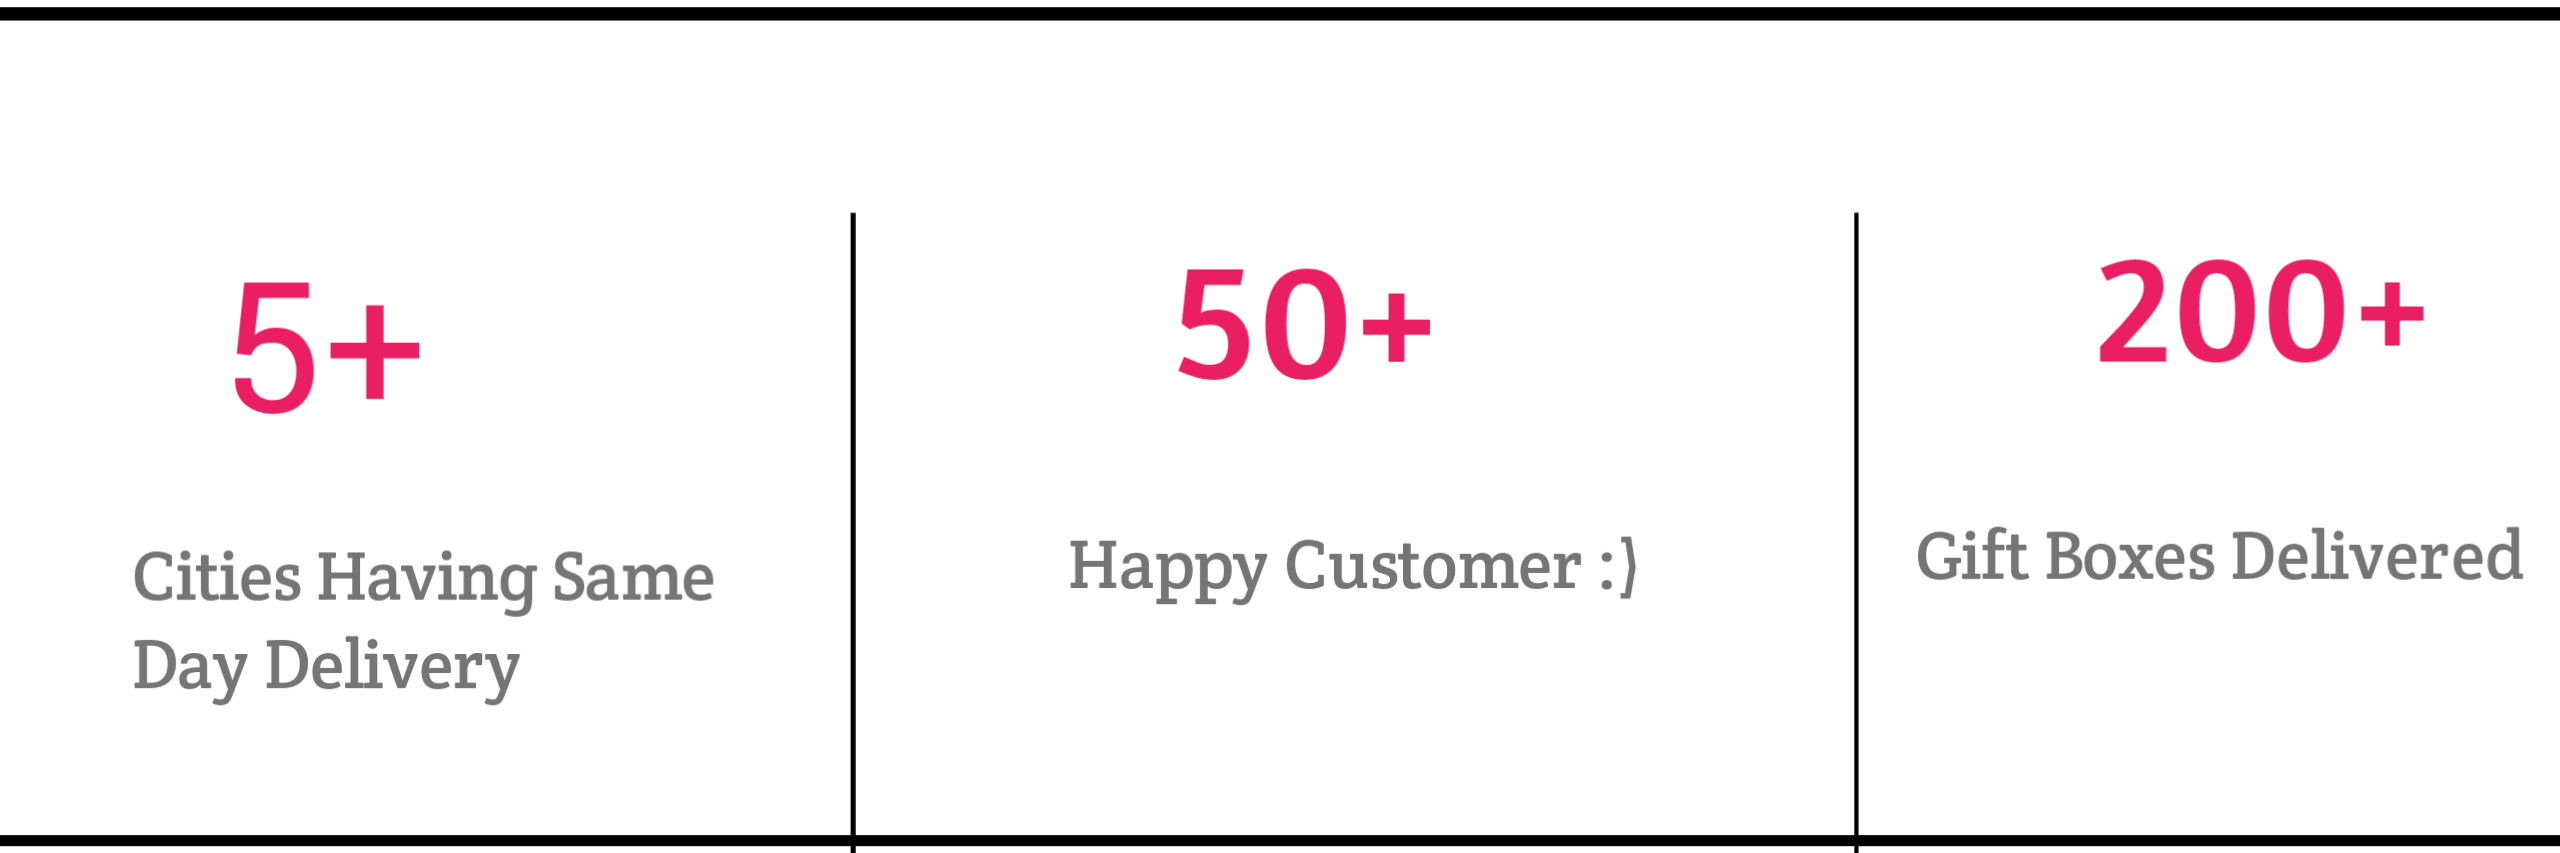 5+
Cities Having Same
Day Delivery
50+
Happy Customer :)
200+
Gift Boxes Delivered